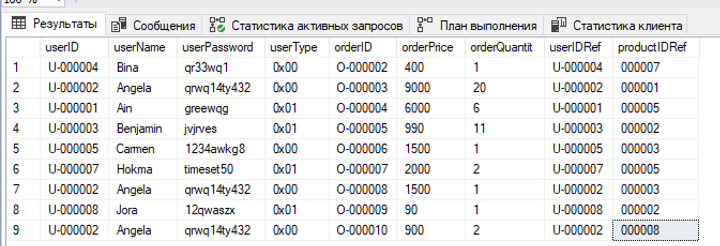 Результаты Сообщения Статистика активных запросов План выполнения Статистика клиента
userID userName userPassword userType orderID orderPrice orderQuantit userIDRef productIDRef
1 U-000004 Bina qr33wq1 0x00 O-000002 400 1 U-000004 000007
2 U-000002 Angela qrwq14ty432 0x00 O-000003 9000 20 U-000002 000001
3 U-000001 Ain greewqg 0x01 O-000004 6000 6 U-000001 000005
4 U-000003 Benjamin jvjrves 0x01 O-000005 990 11 U-000003 000002
5 U-000005 Carmen 1234awkg8 0x00 O-000006 1500 1 U-000005 000003
6 U-000007 Hokma timeset50 0x01 O-000007 2000 2 U-000007 000005
7 U-000002 Angela qrwq14ty432 0x00 O-000008 1500 1 U-000002 000003
8 U-000008 Jora 12qwaszx 0x01 O-000009 90 1 U-000008 000002
9 U-000002 Angela qrwq14ty432 0x00 O-000010 900 2 U-000002 000008